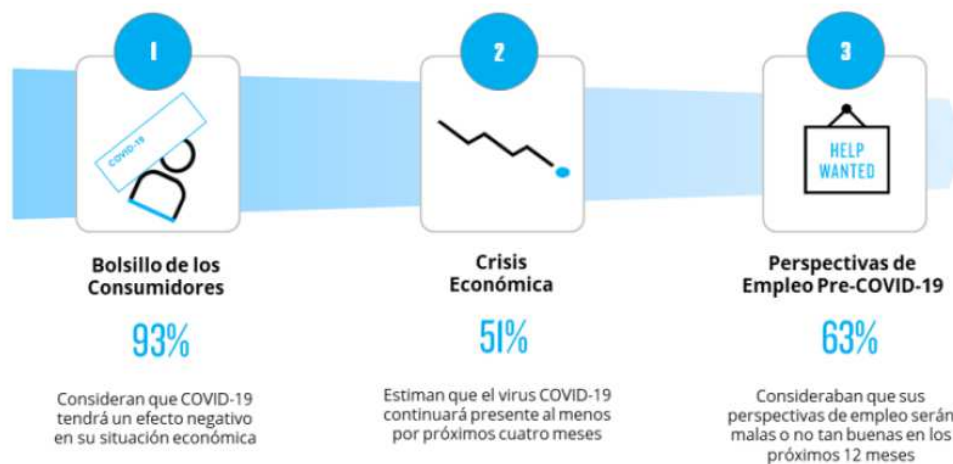 1
COVID-19
Bolsillo de los
Consumidores
93%
Consideran que COVID-19
tendrá un efecto negativo
en su situación económica
2
Crisis
Económica
51%
Estiman que el virus COVID-19
continuará presente al menos
por próximos cuatro meses
3
HELP
WANTED
Perspectivas de
Empleo Pre-COVID-19
63%
Consideraban que sus
perspectivas de empleo serán
malas o no tan buenas en los
próximos 12 meses